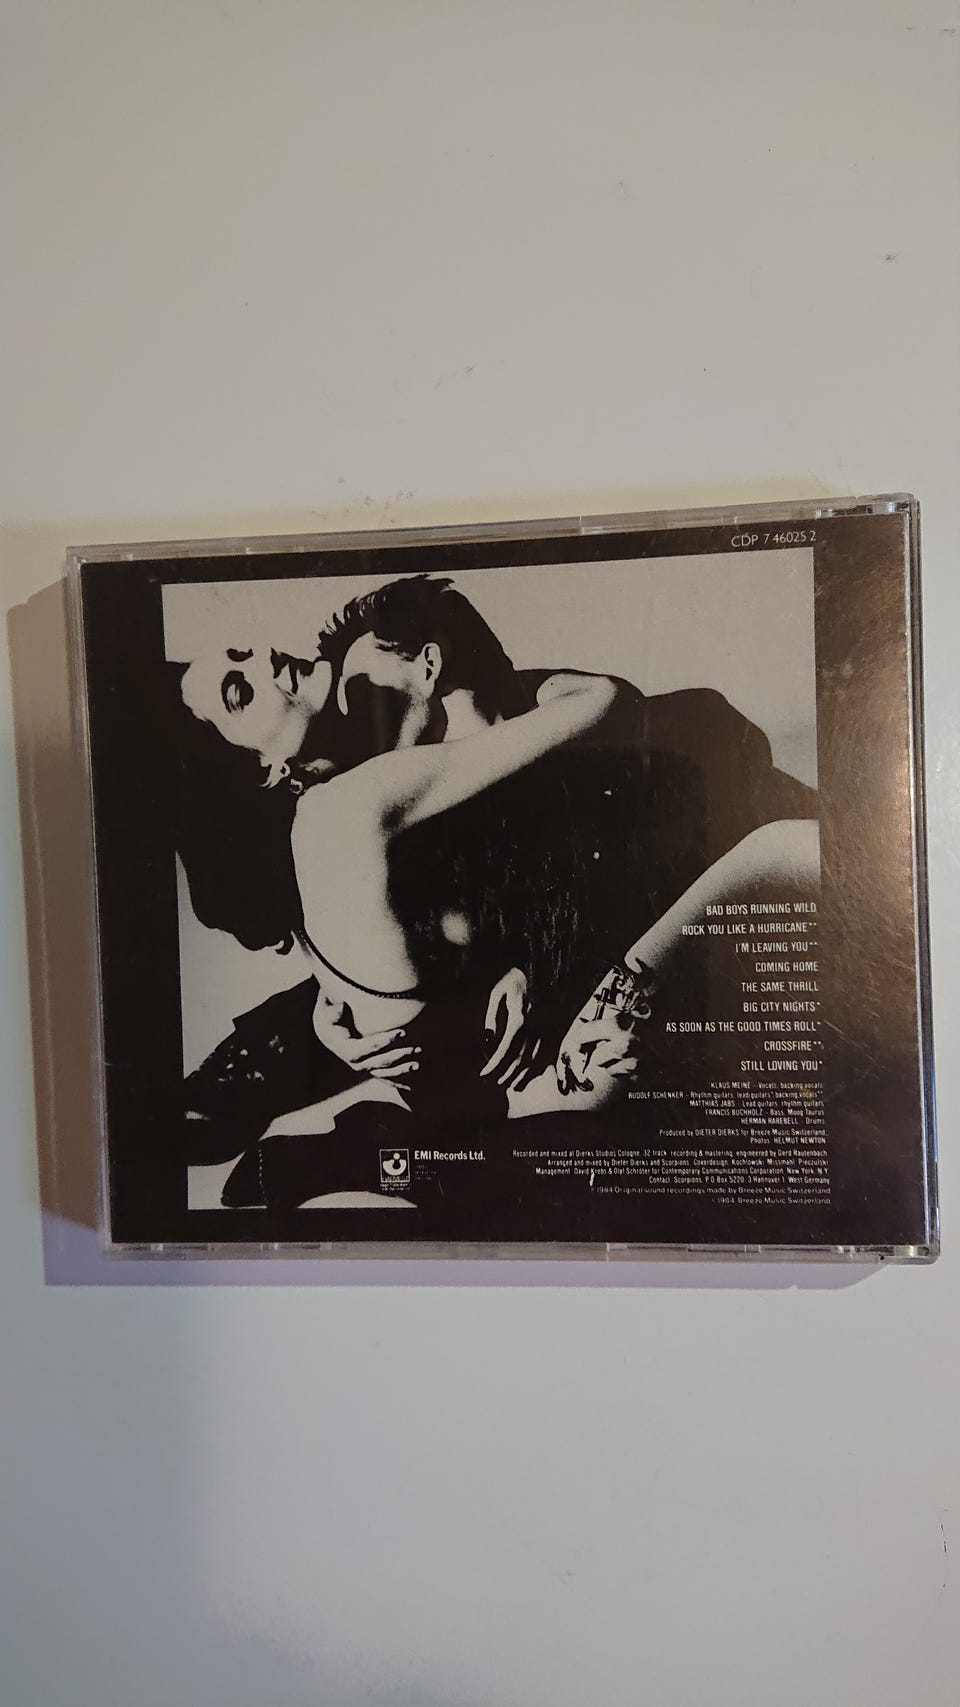 CDP 7 46025 2
BAD BOYS RUNNING WILD
ROCK YOU LIKE A HURRICANE**
I'M LEAVING YOU**
COMING HOME
THE SAME THRILL
BIG CITY NIGHTS*
AS SOON AS THE GOOD TIMES ROLL*
CROSSFIRE**
STILL LOVING YOU*
KLAUS MEINE - Vocals, backing vocals
RUDOLF SCHENKER - Rhythm guitars, lead guitars* backing vocals**
MATTHIAS JABS - Lead guitars, rhythm guitars
FRANCIS BUCHHOLZ - Bass, Moog Taurus
HERMAN RAREBELL - Drums
Produced by DIETER DIERKS for Breeze Music Switzerland.
Photos: HELMUT NEWTON
EMI Records Ltd.
Recorded and mixed at Dierks Studios Cologne. 32 track recording & mastering engineered by Gerd Rautenbach
Arranged and mixed by Dieter Dierks and Scorpions. Coverdesign: Kochlowski Missmahl Pieczulski
Management: David Krebs & Olaf Schröter for Contemporary Communications Corporation, New York, N.Y.
Contact: Scorpions, P.O. Box 5220, 3 Hannover 1, West Germany
1984 Original sound recordings made by Breeze Music Switzerland
1984 Breeze Music Switzerland